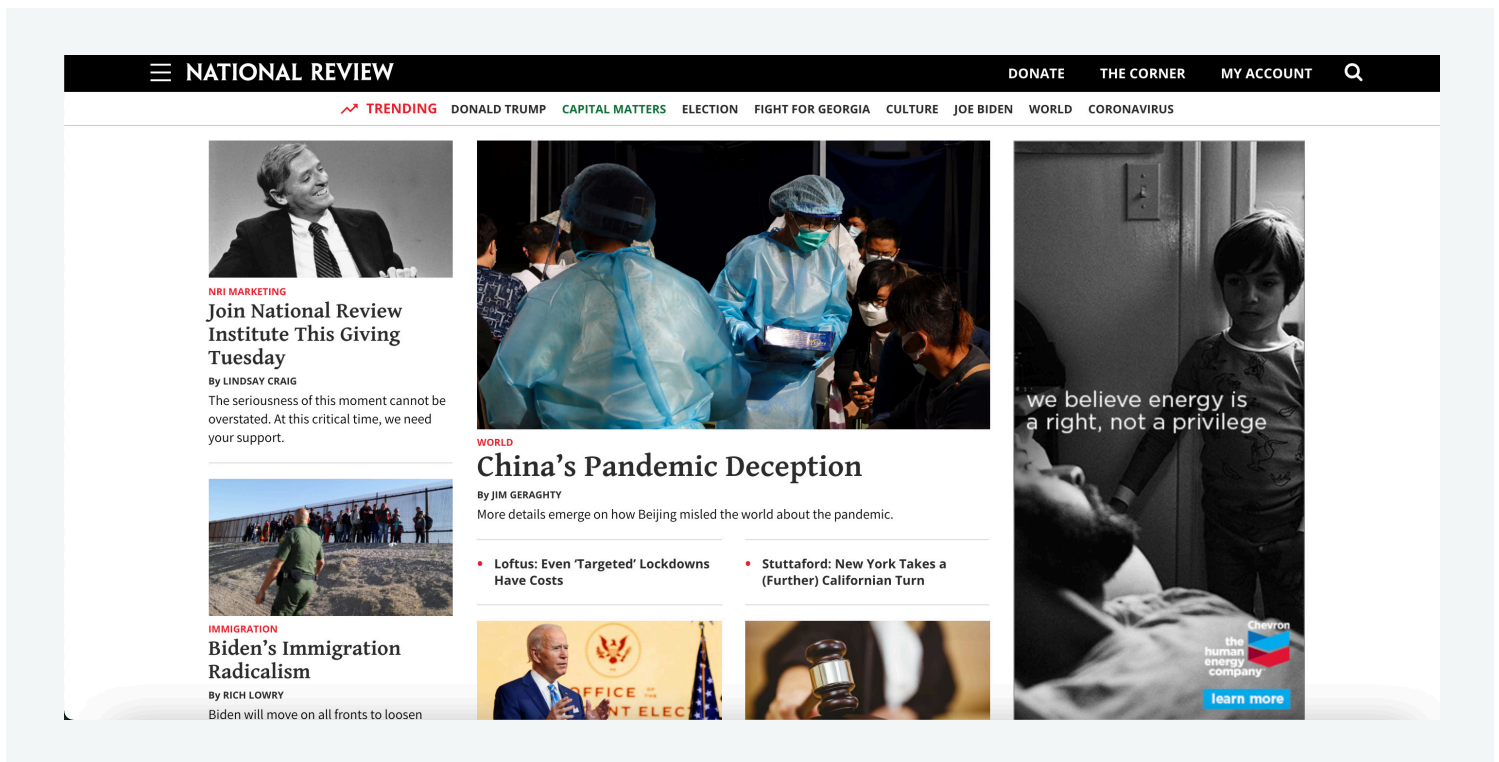 NATIONAL REVIEW
DONATE THE CORNER MY ACCOUNT
TRENDING DONALD TRUMP CAPITAL MATTERS ELECTION FIGHT FOR GEORGIA CULTURE JOE BIDEN WORLD CORONAVIRUS
NRI MARKETING
Join National Review
Institute This Giving
Tuesday
By LINDSAY CRAIG
The seriousness of this moment cannot be
overstated. At this critical time, we need
your support.
IMMIGRATION
Biden’s Immigration
Radicalism
By RICH LOWRY
Biden will move on all fronts to loosen
WORLD
China’s Pandemic Deception
By JIM GERAGHTY
More details emerge on how Beijing misled the world about the pandemic.
Loftus: Even ‘Targeted’ Lockdowns
Have Costs
Stuttaford: New York Takes a
(Further) Californian Turn
OFFICE OF THE
NT ELEC
we believe energy is
a right, not a privilege
Chevron
the
human
energy
company
learn more